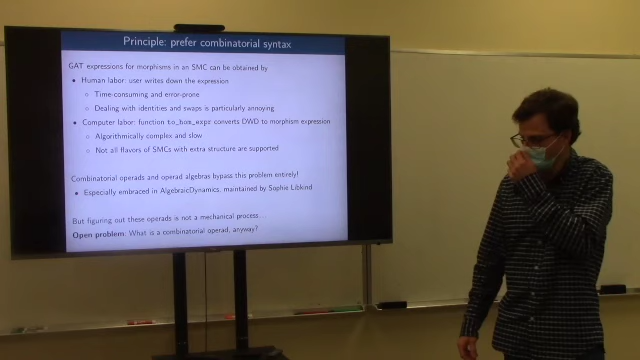 Principle: prefer combinatorial syntax
GAT expressions for morphisms in an SMC can be obtained by
• Human labor: user writes down the expression
○ Time-consuming and error-prone
○ Dealing with identities and swaps is particularly annoying
• Computer labor: function to_hom_expr converts DWD to morphism expression
○ Algorithmically complex and slow
○ Not all flavors of SMCs with extra structure are supported
Combinatorial operads and operad algebras bypass this problem entirely!
• Especially embraced in AlgebraicDynamics, maintained by Sophie Libkind
But figuring out these operads is not a mechanical process...
Open problem: What is a combinatorial operad, anyway?